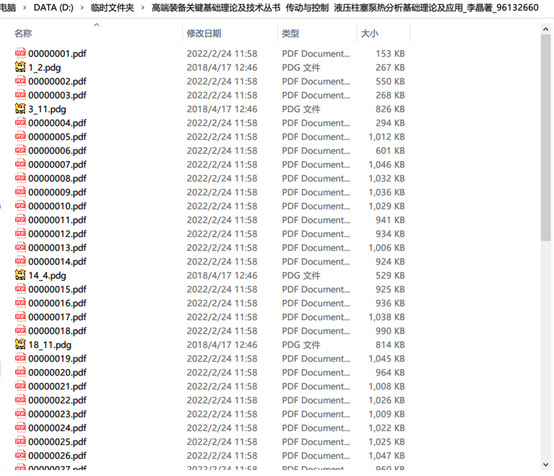 电脑 > DATA (D:) > 临时文件夹 > 高端装备关键基础理论及技术丛书 传动与控制 液压柱塞泵热分析基础理论及应用_李晶著_96132660
名称 修改日期 类型 大小
00000001.pdf 2022/2/24 11:58 PDF Document... 153 KB
1_2.pdg 2018/4/17 12:46 PDG 文件 267 KB
00000002.pdf 2022/2/24 11:58 PDF Document... 550 KB
00000003.pdf 2022/2/24 11:58 PDF Document... 268 KB
3_11.pdg 2018/4/17 12:46 PDG 文件 826 KB
00000004.pdf 2022/2/24 11:58 PDF Document... 294 KB
00000005.pdf 2022/2/24 11:58 PDF Document... 1,012 KB
00000006.pdf 2022/2/24 11:58 PDF Document... 601 KB
00000007.pdf 2022/2/24 11:58 PDF Document... 1,046 KB
00000008.pdf 2022/2/24 11:58 PDF Document... 1,032 KB
00000009.pdf 2022/2/24 11:58 PDF Document... 1,036 KB
00000010.pdf 2022/2/24 11:58 PDF Document... 1,029 KB
00000011.pdf 2022/2/24 11:58 PDF Document... 941 KB
00000012.pdf 2022/2/24 11:58 PDF Document... 934 KB
00000013.pdf 2022/2/24 11:58 PDF Document... 1,006 KB
00000014.pdf 2022/2/24 11:58 PDF Document... 924 KB
14_4.pdg 2018/4/17 12:46 PDG 文件 529 KB
00000015.pdf 2022/2/24 11:58 PDF Document... 925 KB
00000016.pdf 2022/2/24 11:58 PDF Document... 936 KB
00000017.pdf 2022/2/24 11:58 PDF Document... 1,038 KB
00000018.pdf 2022/2/24 11:58 PDF Document... 990 KB
18_11.pdg 2018/4/17 12:46 PDG 文件 814 KB
00000019.pdf 2022/2/24 11:58 PDF Document... 1,045 KB
00000020.pdf 2022/2/24 11:58 PDF Document... 964 KB
00000021.pdf 2022/2/24 11:58 PDF Document... 1,008 KB
00000022.pdf 2022/2/24 11:58 PDF Document... 1,026 KB
00000023.pdf 2022/2/24 11:58 PDF Document... 1,009 KB
00000024.pdf 2022/2/24 11:58 PDF Document... 1,022 KB
00000025.pdf 2022/2/24 11:58 PDF Document... 1,025 KB
00000026.pdf 2022/2/24 11:58 PDF Document... 1,047 KB
00000027.pdf 2022/2/24 11:58 PDF Document... 960 KB